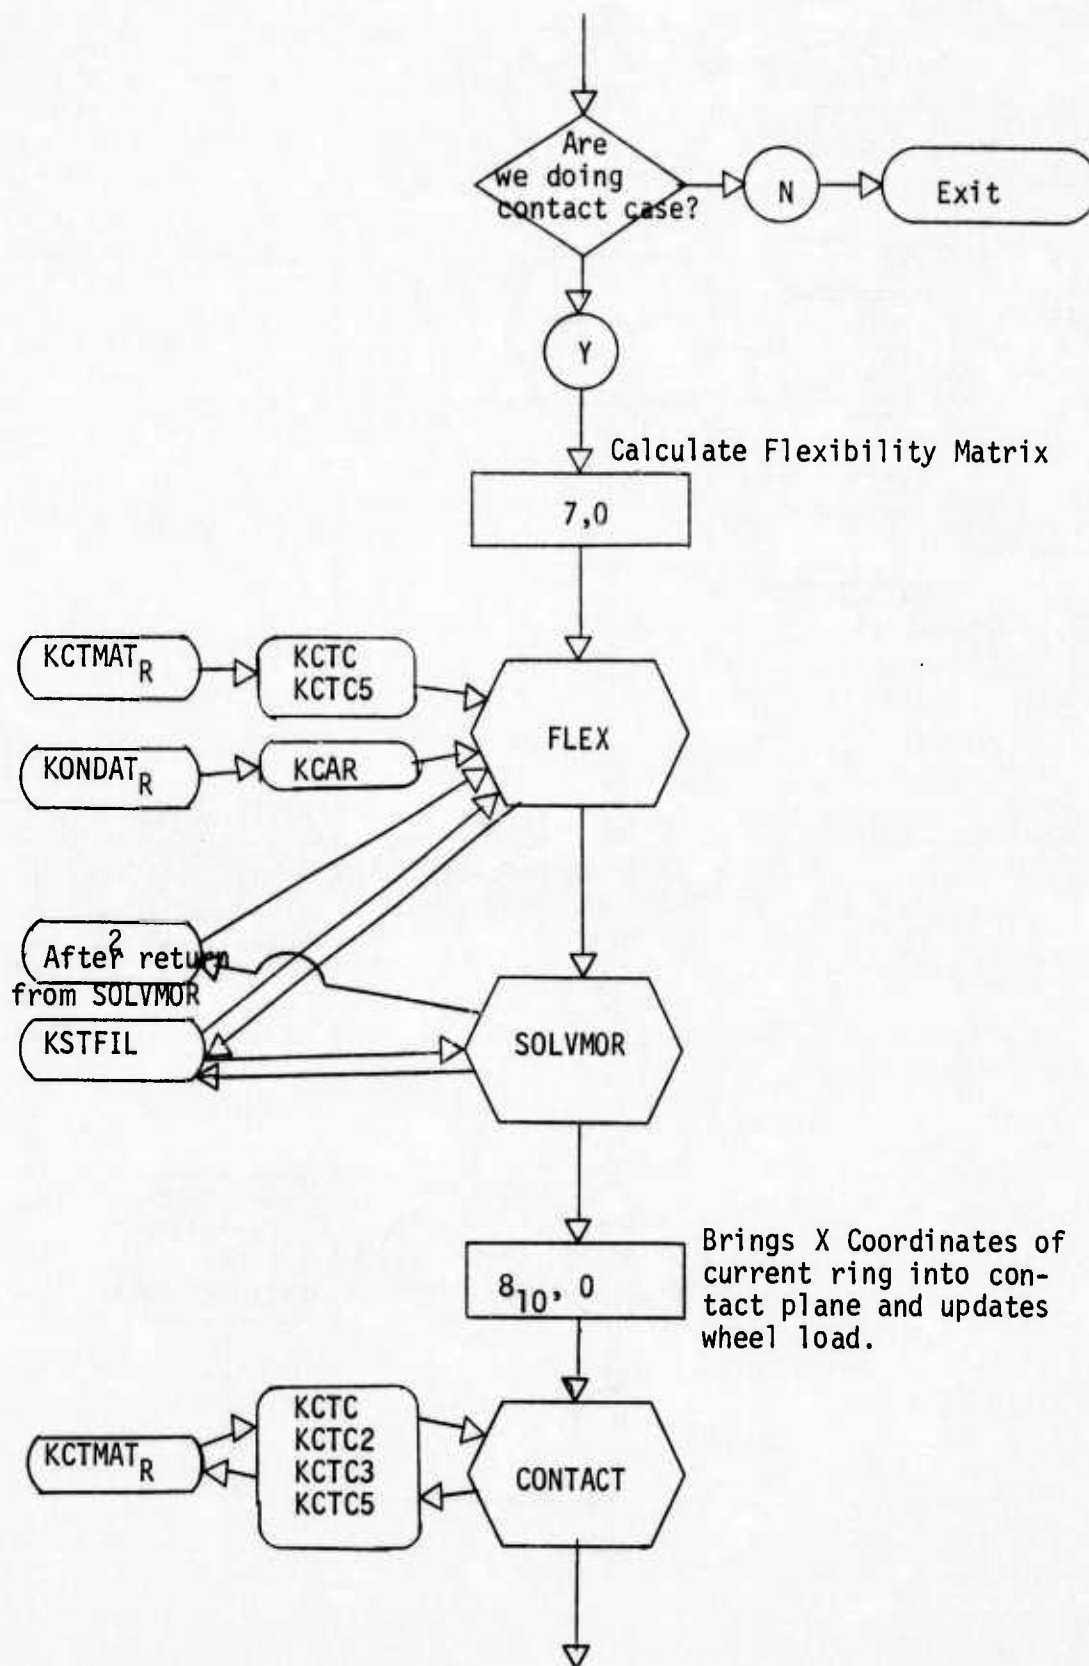 Are
we doing
contact case?
N
Exit
Y
Calculate Flexibility Matrix
7,0
KCTMAT_R
KCTC
KCTC5
FLEX
KONDAT_R
KCAR
2
After return
from SOLVMOR
KSTFIL
SOLVMOR
8_10, 0
Brings X Coordinates of
current ring into con-
tact plane and updates
wheel load.
KCTMAT_R
KCTC
KCTC2
KCTC3
KCTC5
CONTACT